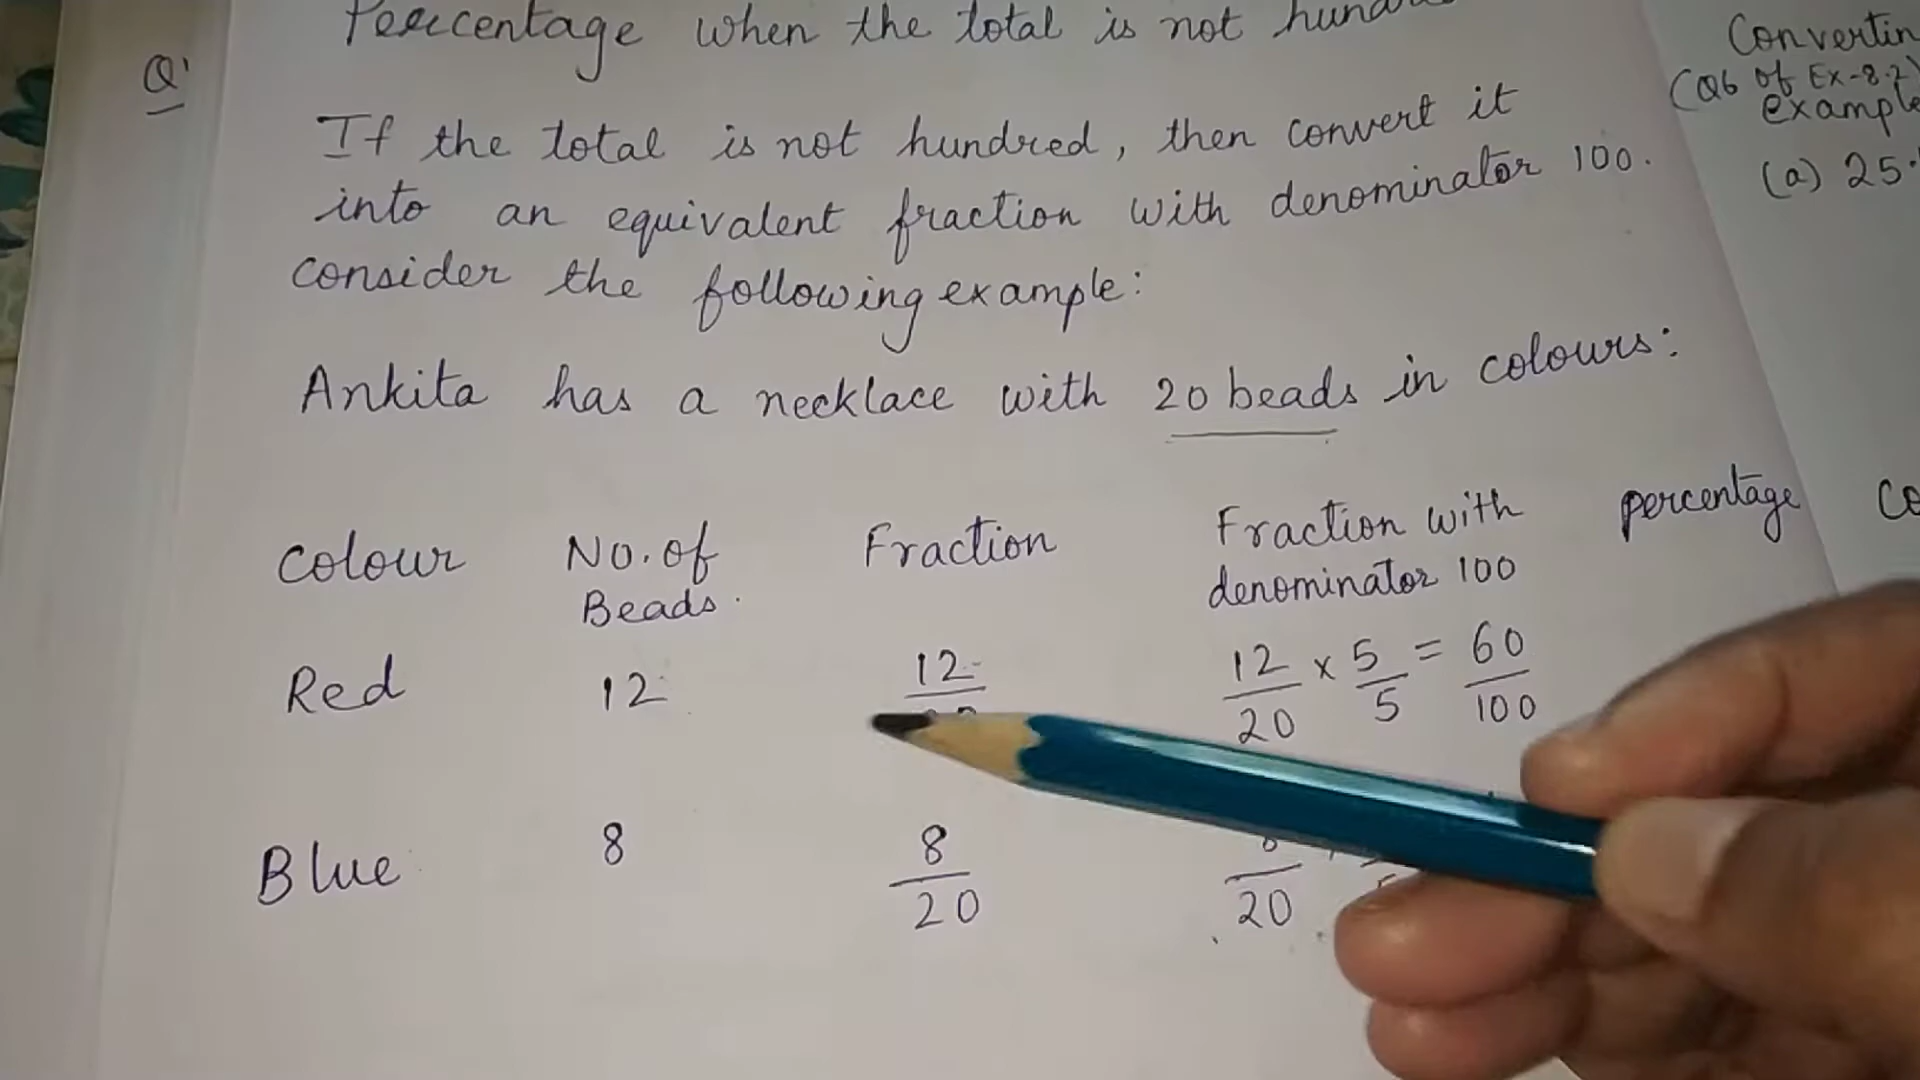 Percentage when the total is not
Q1
If the total is not hundred, then convert it
into an equivalent fraction with denominator 100.
consider the following example:
Ankita has a necklace with 20 beads in colours:
Colour No. of Beads. Fraction Fraction with denominator 100 percentage
Red 12 12/20 12/20 × 5/5 = 60/100
Blue 8 8/20 8/20
(Q6 of Ex-8.2)
example
(a) 25.